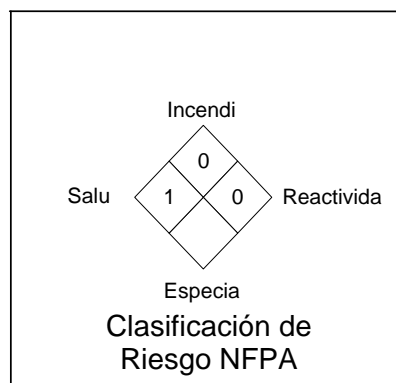 Incendi
0
Salu 1 0 Reactivida
Especia
Clasificación de
Riesgo NFPA